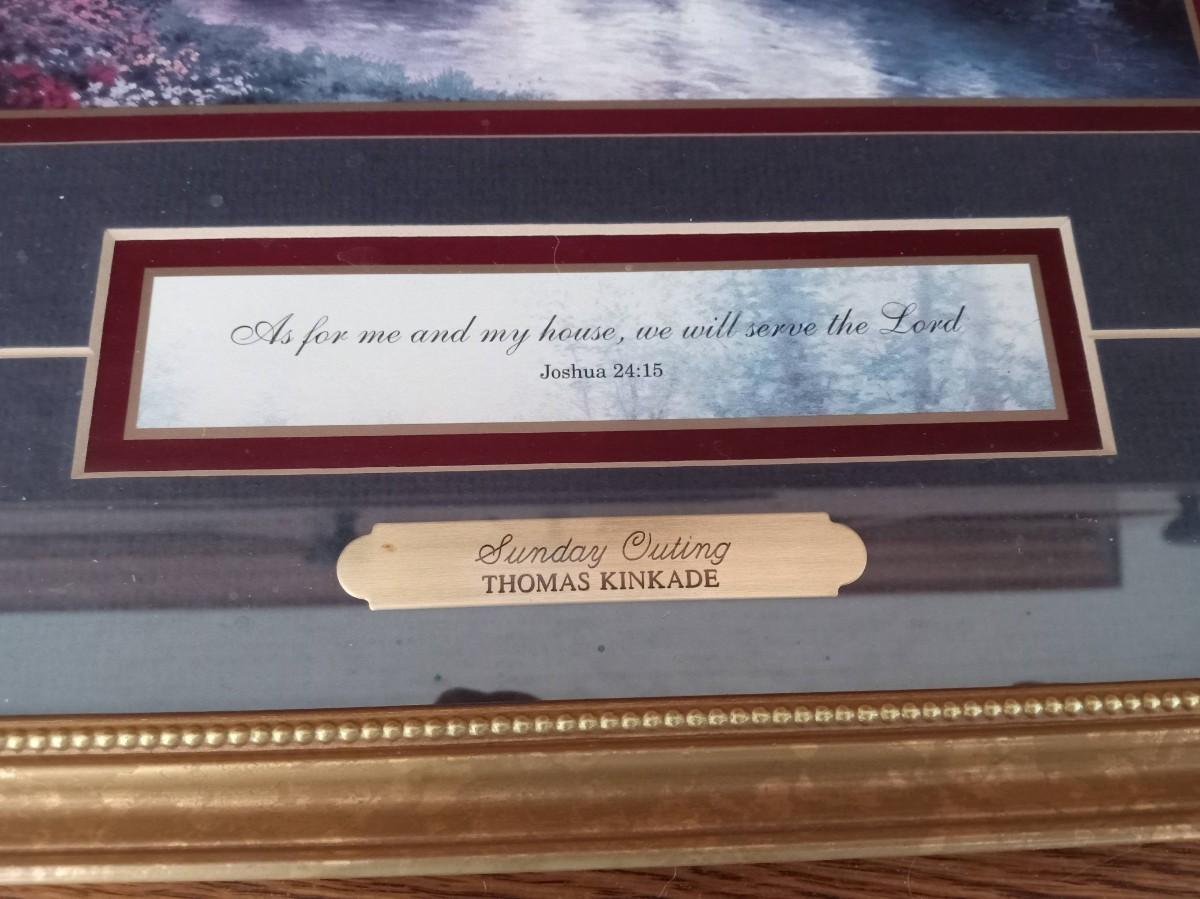 As for me and my house, we will serve the Lord
Joshua 24:15
Sunday Outing
THOMAS KINKADE